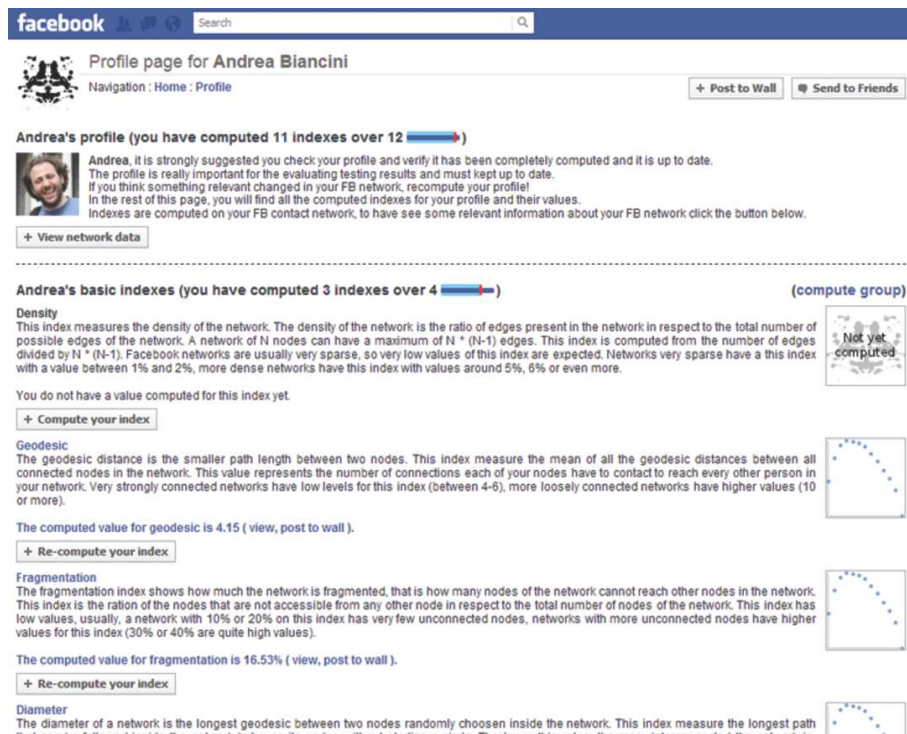 facebook Search
Profile page for Andrea Biancini
Navigation : Home : Profile
+ Post to Wall Send to Friends
Andrea's profile (you have computed 11 indexes over 12 )
Andrea, it is strongly suggested you check your profile and verify it has been completely computed and it is up to date.
The profile is really important for the evaluating testing results and must kept up to date.
If you think something relevant changed in your FB network, recompute your profile!
In the rest of this page, you will find all the computed indexes for your profile and their values.
Indexes are computed on your FB contact network, to have see some relevant information about your FB network click the button below.
+ View network data
Andrea's basic indexes (you have computed 3 indexes over 4 ) (compute group)
Density
This index measures the density of the network. The density of the network is the ratio of edges present in the network in respect to the total number of
possible edges of the network. A network of N nodes can have a maximum of N * (N-1) edges. This index is computed from the number of edges
divided by N * (N-1). Facebook networks are usually very sparse, so very low values of this index are expected. Networks very sparse have a this index
with a value between 1% and 2%, more dense networks have this index with values around 5%, 6% or even more.
Not yet
computed
You do not have a value computed for this index yet.
+ Compute your index
Geodesic
The geodesic distance is the smaller path length between two nodes. This index measure the mean of all the geodesic distances between all
connected nodes in the network. This value represents the number of connections each of your nodes have to contact to reach every other person in
your network. Very strongly connected networks have low levels for this index (between 4-6), more loosely connected networks have higher values (10
or more).
The computed value for geodesic is 4.15 ( view, post to wall ).
+ Re-compute your index
Fragmentation
The fragmentation index shows how much the network is fragmented, that is how many nodes of the network cannot reach other nodes in the network.
This index is the ration of the nodes that are not accessible from any other node in respect to the total number of nodes of the network. This index has
low values, usually, a network with 10% or 20% on this index has very few unconnected nodes, networks with more unconnected nodes have higher
values for this index (30% or 40% are quite high values).
The computed value for fragmentation is 16.53% ( view, post to wall ).
+ Re-compute your index
Diameter
The diameter of a network is the longest geodesic between two nodes randomly choosen inside the network. This index measure the longest path